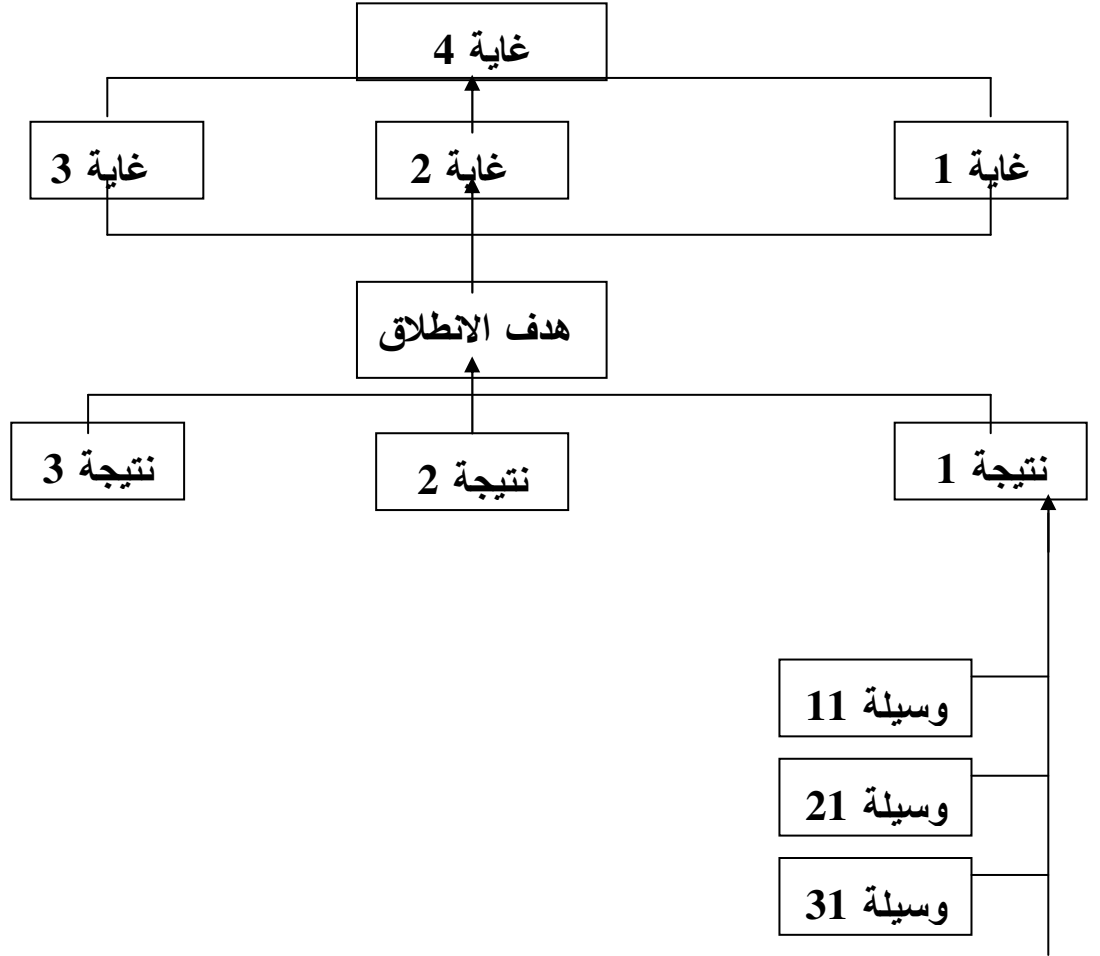 غاية 4
غاية 1
غاية 2
غاية 3
هدف الانطلاق
نتيجة 1
نتيجة 2
نتيجة 3
وسيلة 11
وسيلة 21
وسيلة 31